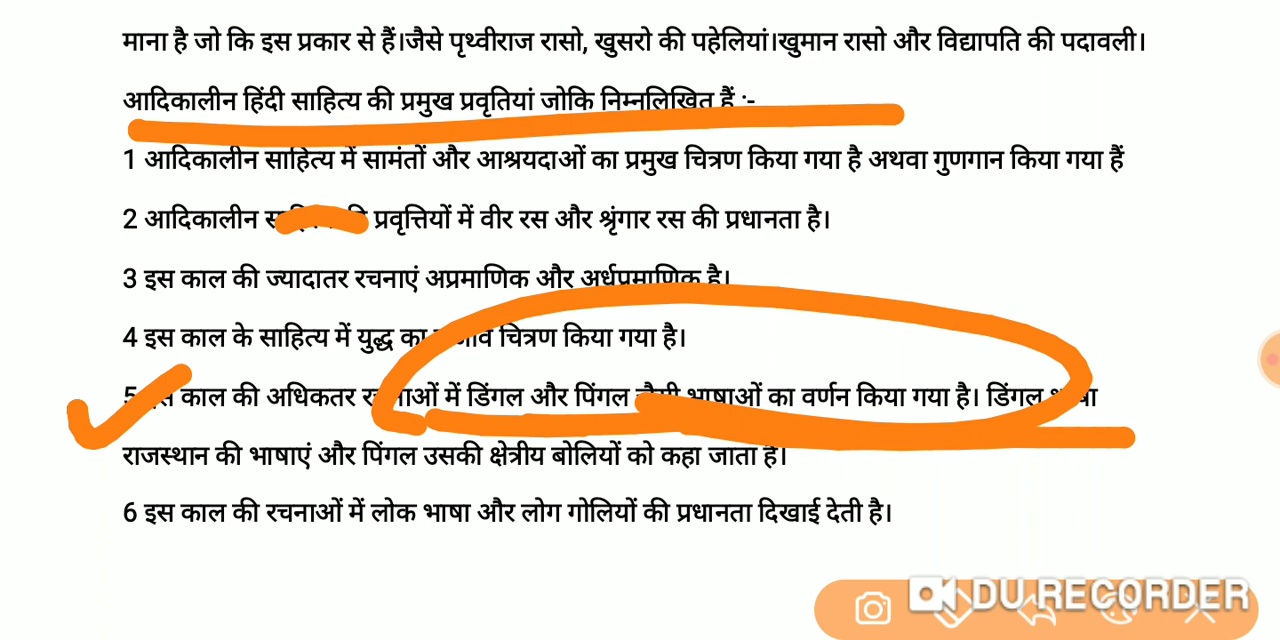 माना है जो कि इस प्रकार से हैं।जैसे पृथ्वीराज रासो, खुसरो की पहेलियां।खुमान रासो और विद्यापति की पदावली।
आदिकालीन हिंदी साहित्य की प्रमुख प्रवृतियां जोकि निम्नलिखित हैं :-
1 आदिकालीन साहित्य में सामंतों और आश्रयदाओं का प्रमुख चित्रण किया गया है अथवा गुणगान किया गया हैं
2 आदिकालीन प्रवृत्तियों में वीर रस और श्रृंगार रस की प्रधानता है।
3 इस काल की ज्यादातर रचनाएं अप्रमाणिक और अर्धप्रमाणिक है।
4 इस काल के साहित्य में युद्ध का चित्रण किया गया है।
5 इस काल की अधिकतर रचनाओं में डिंगल और पिंगल जैसी भाषाओं का वर्णन किया गया है। डिंगल भाषा
राजस्थान की भाषाएं और पिंगल उसकी क्षेत्रीय बोलियों को कहा जाता है।
6 इस काल की रचनाओं में लोक भाषा और लोग गोलियों की प्रधानता दिखाई देती है।
DU RECORDER